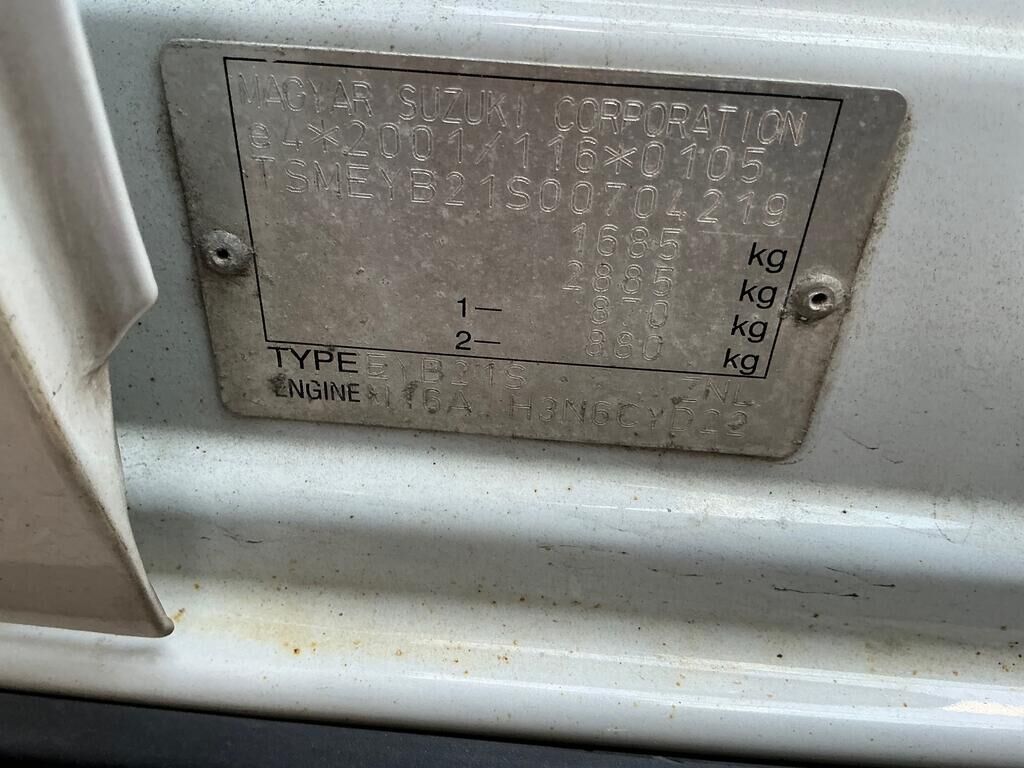 MAGYAR SUZUKI CORPORATION
e4*2001/116*0105
TSMEYB21S00704219
1685 kg
2885 kg
1— 870 kg
2— 880 kg
TYPE EYB21S ZNL
ENGINE M16A H3N6CYD22